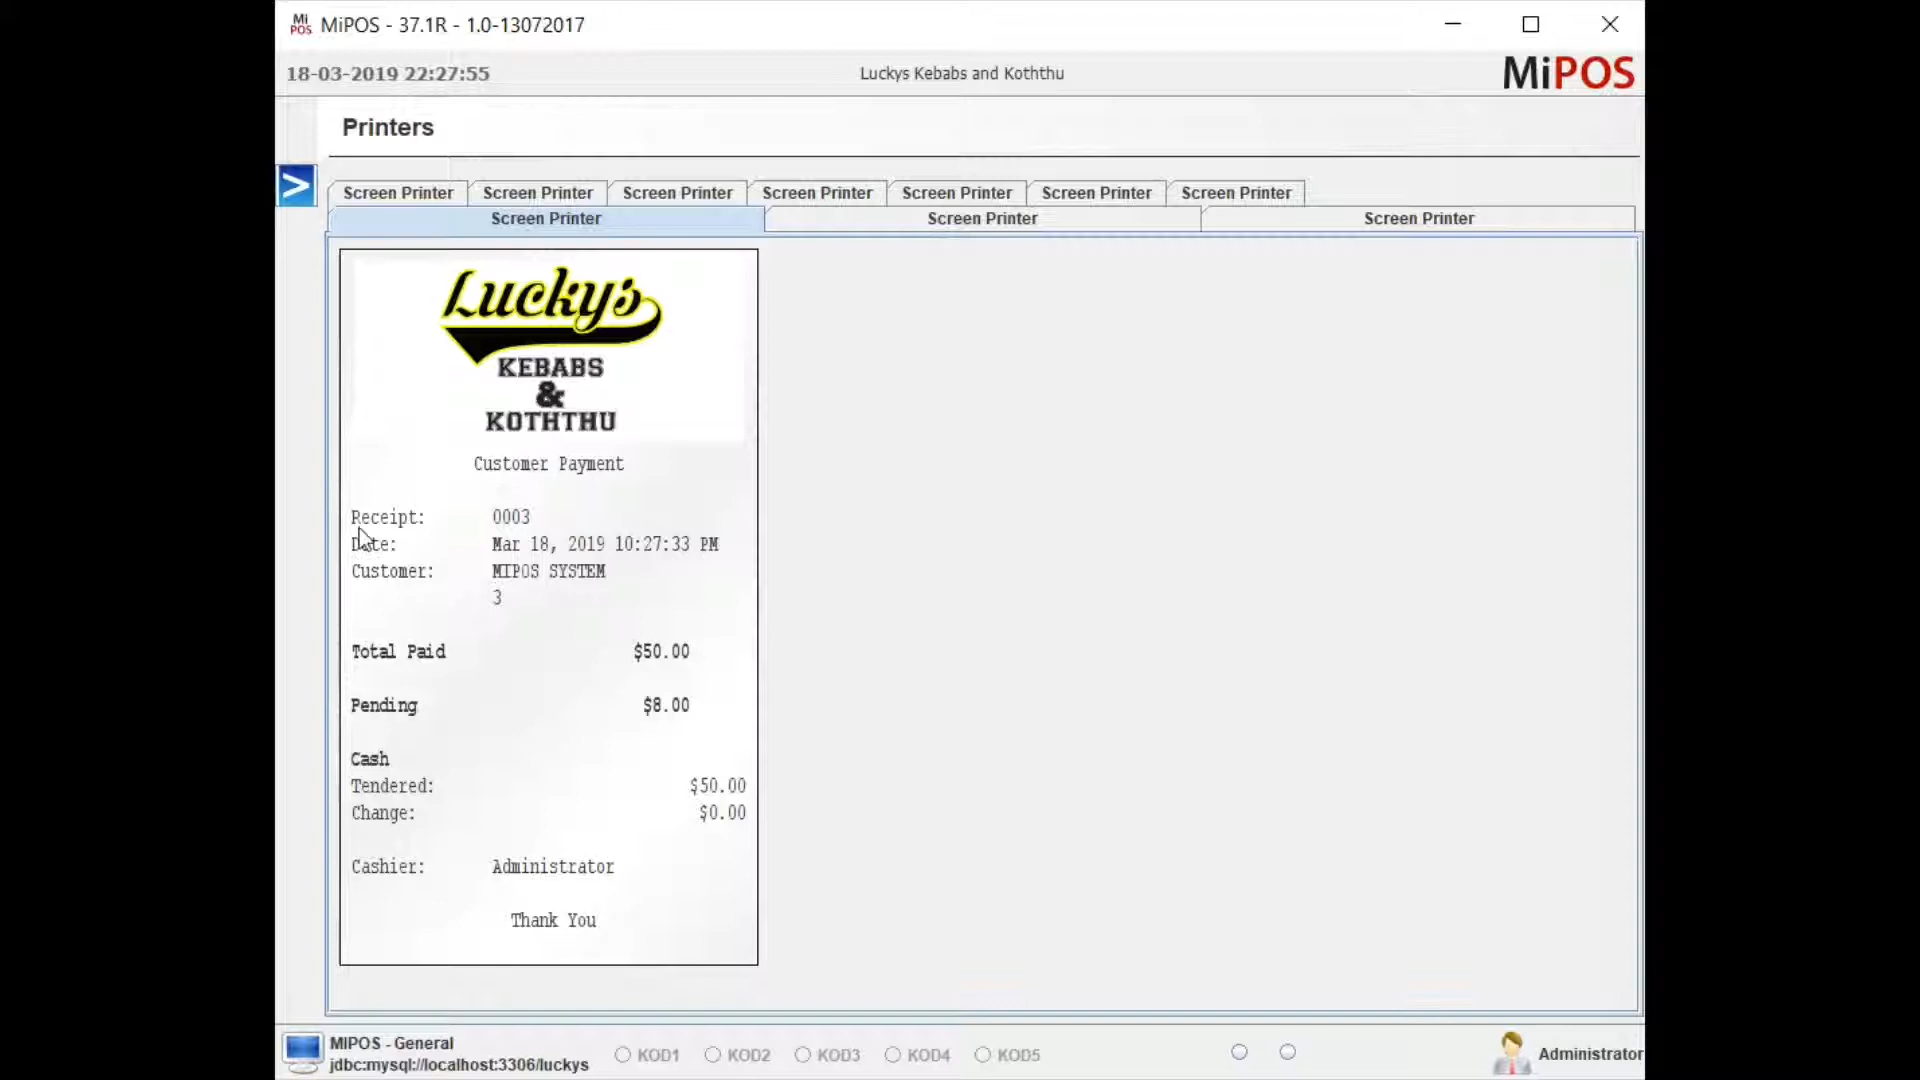 Mi POS MiPOS - 37.1R - 1.0-13072017
18-03-2019 22:27:55 Luckys Kebabs and Koththu MiPOS
Printers
>
Screen Printer Screen Printer Screen Printer Screen Printer Screen Printer Screen Printer Screen Printer
Screen Printer Screen Printer Screen Printer
Luckys
KEBABS
&
KOTHTHU
Customer Payment
Receipt: 0003
Date: Mar 18, 2019 10:27:33 PM
Customer: MIPOS SYSTEM
3
Total Paid $50.00
Pending $8.00
Cash
Tendered: $50.00
Change: $0.00
Cashier: Administrator
Thank You
MIPOS - General
jdbc:mysql://localhost:3306/luckys
KOD1 KOD2 KOD3 KOD4 KOD5
Administrator